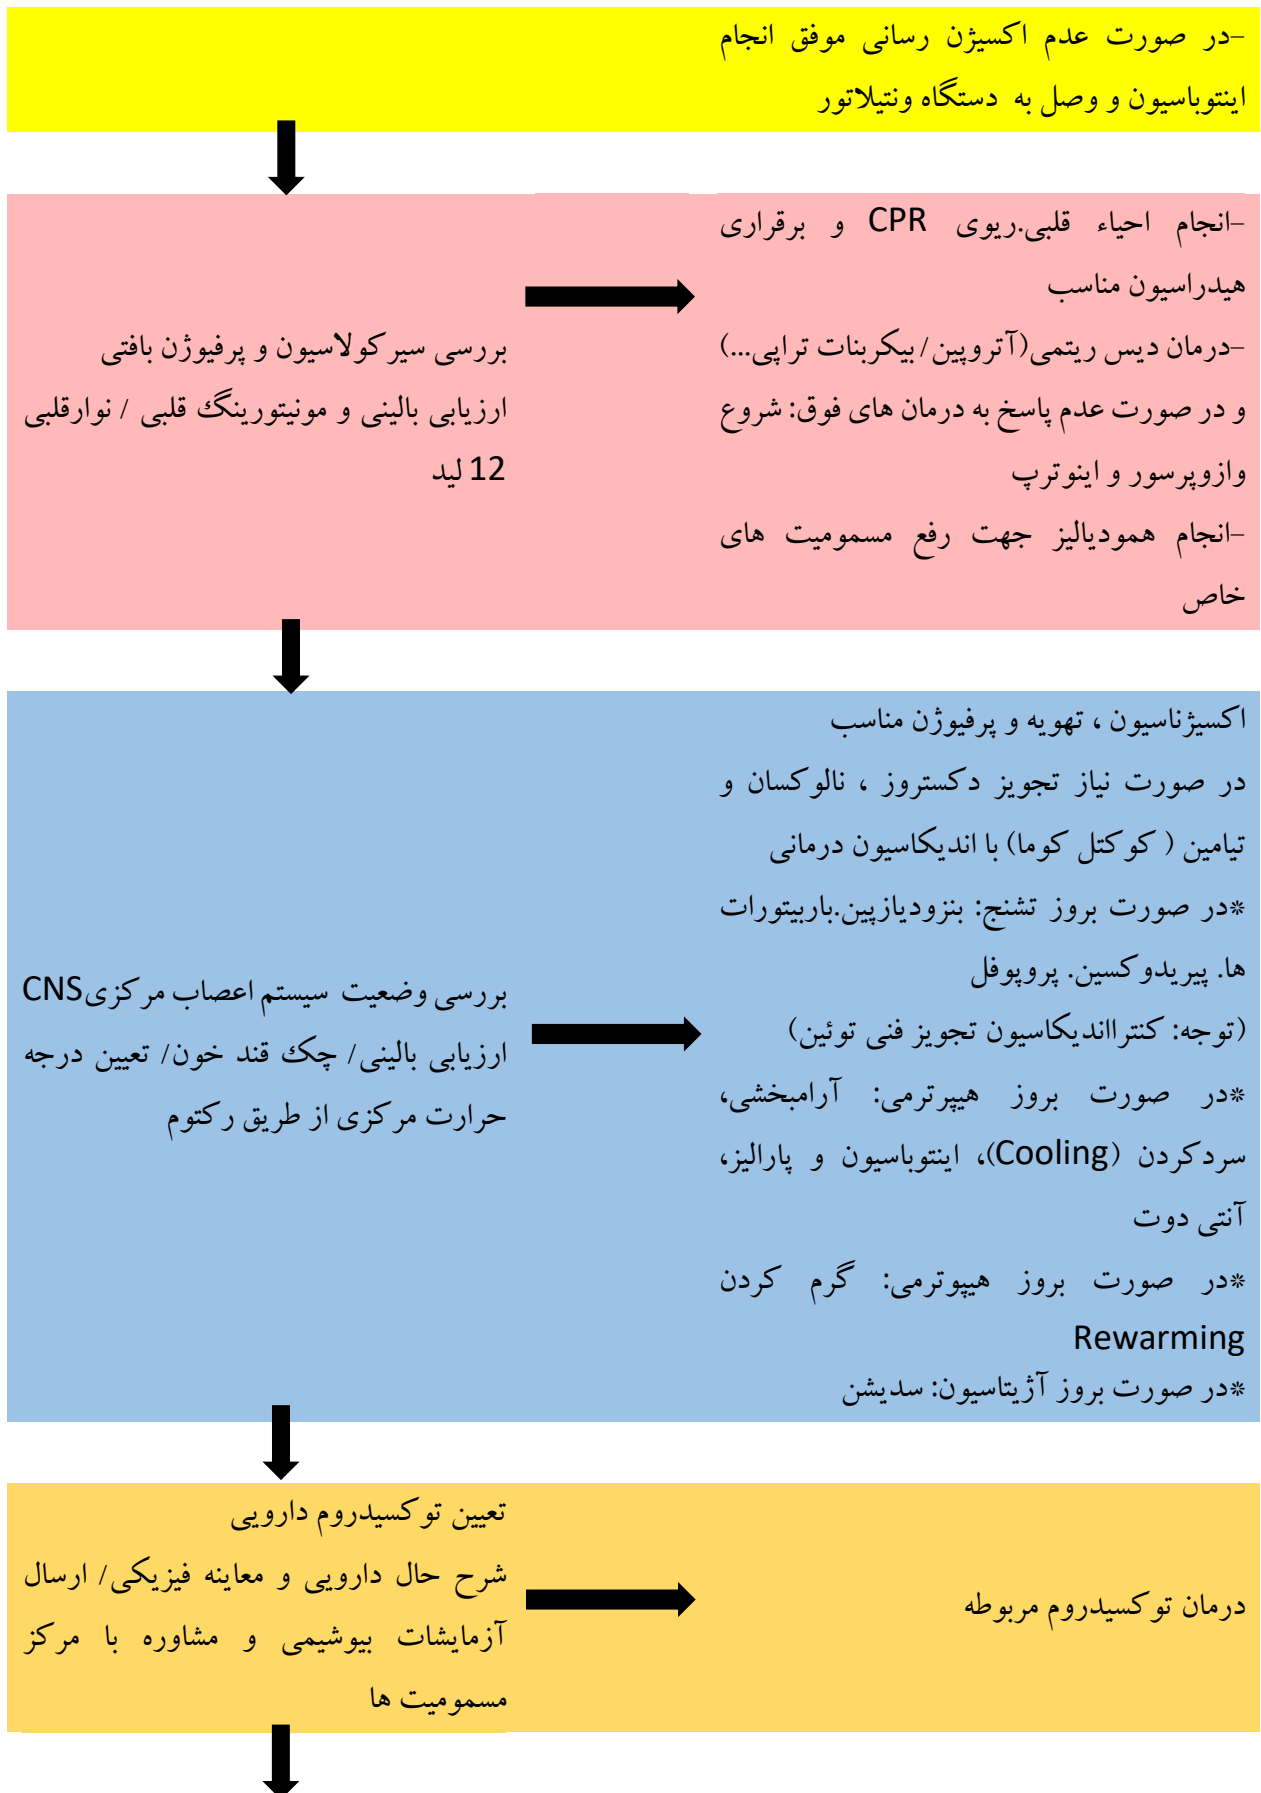 -در صورت عدم اکسیژن رسانی موفق انجام
اینتوباسیون و وصل به دستگاه ونتیلاتور
بررسی سیرکولاسیون و پرفیوژن بافتی
ارزیابی بالینی و مونیتورینگ قلبی / نوارقلبی
12 لید
-انجام احیاء قلبی.ریوی CPR و برقراری
هیدراسیون مناسب
-درمان دیس ریتمی(آتروپین/بیکربنات تراپی...)
و در صورت عدم پاسخ به درمان های فوق: شروع
وازوپرسور و اینوترپ
-انجام همودیالیز جهت رفع مسمومیت های
خاص
بررسی وضعیت سیستم اعصاب مرکزیCNS
ارزیابی بالینی/ چک قند خون/ تعیین درجه
حرارت مرکزی از طریق رکتوم
اکسیژناسیون ، تهویه و پرفیوژن مناسب
در صورت نیاز تجویز دکستروز ، نالوکسان و
تیامین ( کوکتل کوما) با اندیکاسیون درمانی
*در صورت بروز تشنج: بنزودیازپین.باربیتورات
ها. پیریدوکسین. پروپوفل
(توجه: کنترااندیکاسیون تجویز فنی توئین)
*در صورت بروز هیپرترمی: آرامبخشی،
سردکردن (Cooling)، اینتوباسیون و پارالیز،
آنتی دوت
*در صورت بروز هیپوترمی: گرم کردن
Rewarming
*در صورت بروز آژیتاسیون: سدیشن
تعیین توکسیدروم دارویی
شرح حال دارویی و معاینه فیزیکی/ ارسال
آزمایشات بیوشیمی و مشاوره با مرکز
مسمومیت ها
درمان توکسیدروم مربوطه